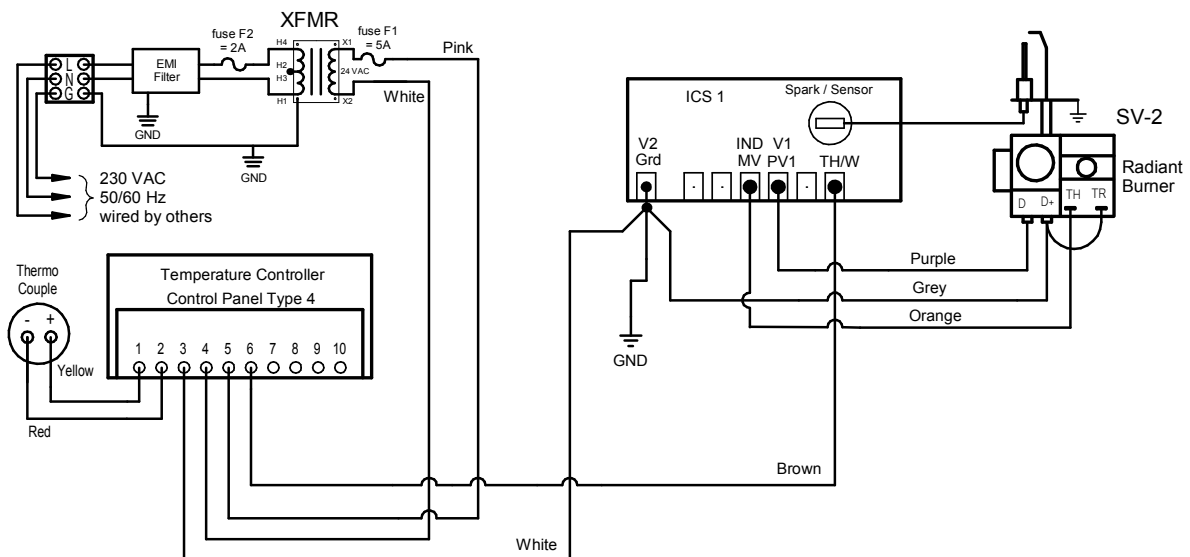 XFMR
fuse F2
= 2A
fuse F1
= 5A
Pink
H4
H2
H3
H1
X1
24 VAC
X2
White
L
N
G
EMI
Filter
GND
GND
230 VAC
50/60 Hz
wired by others
ICS 1
Spark / Sensor
V2
Grd
IND
MV
V1
PV1
TH/W
SV-2
Radiant
Burner
D
D+
TH
TR
Purple
Grey
Orange
GND
Thermo
Couple
- +
Yellow
Red
Temperature Controller
Control Panel Type 4
1 2 3 4 5 6 7 8 9 10
Brown
White